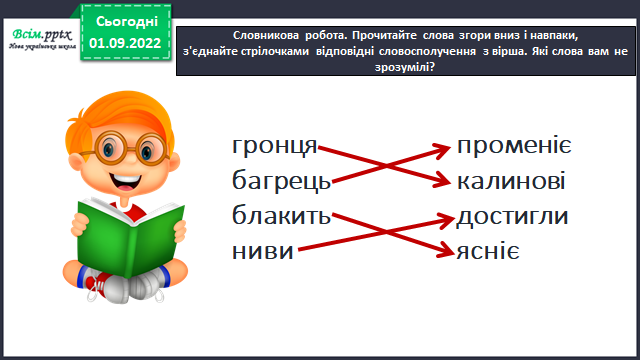 Всім.pptx
Нова українська школа
Сьогодні
01.09.2022
Словникова робота. Прочитайте слова згори вниз і навпаки,
з'єднайте стрілочками відповідні словосполучення з вірша. Які слова вам не
зрозумілі?
гронця променіє
багрець калинові
блакить достигли
ниви ясніє